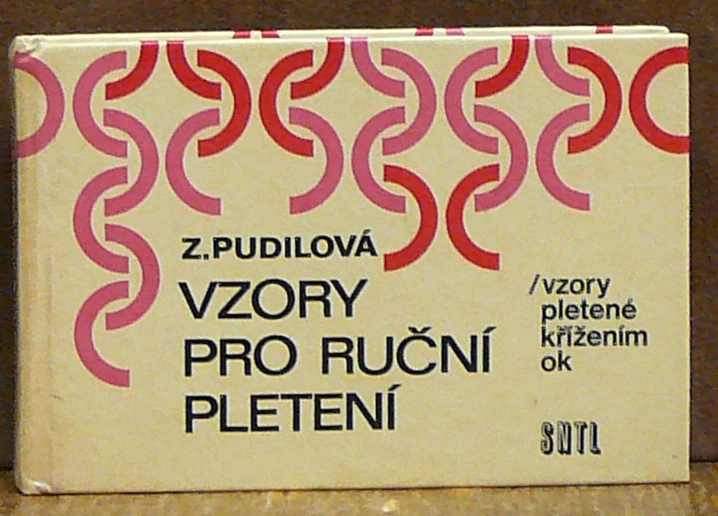 Z. PUDILOVÁ
VZORY
PRO RUČNÍ
PLETENÍ
/vzory
pletené
křížením
ok
SNTL